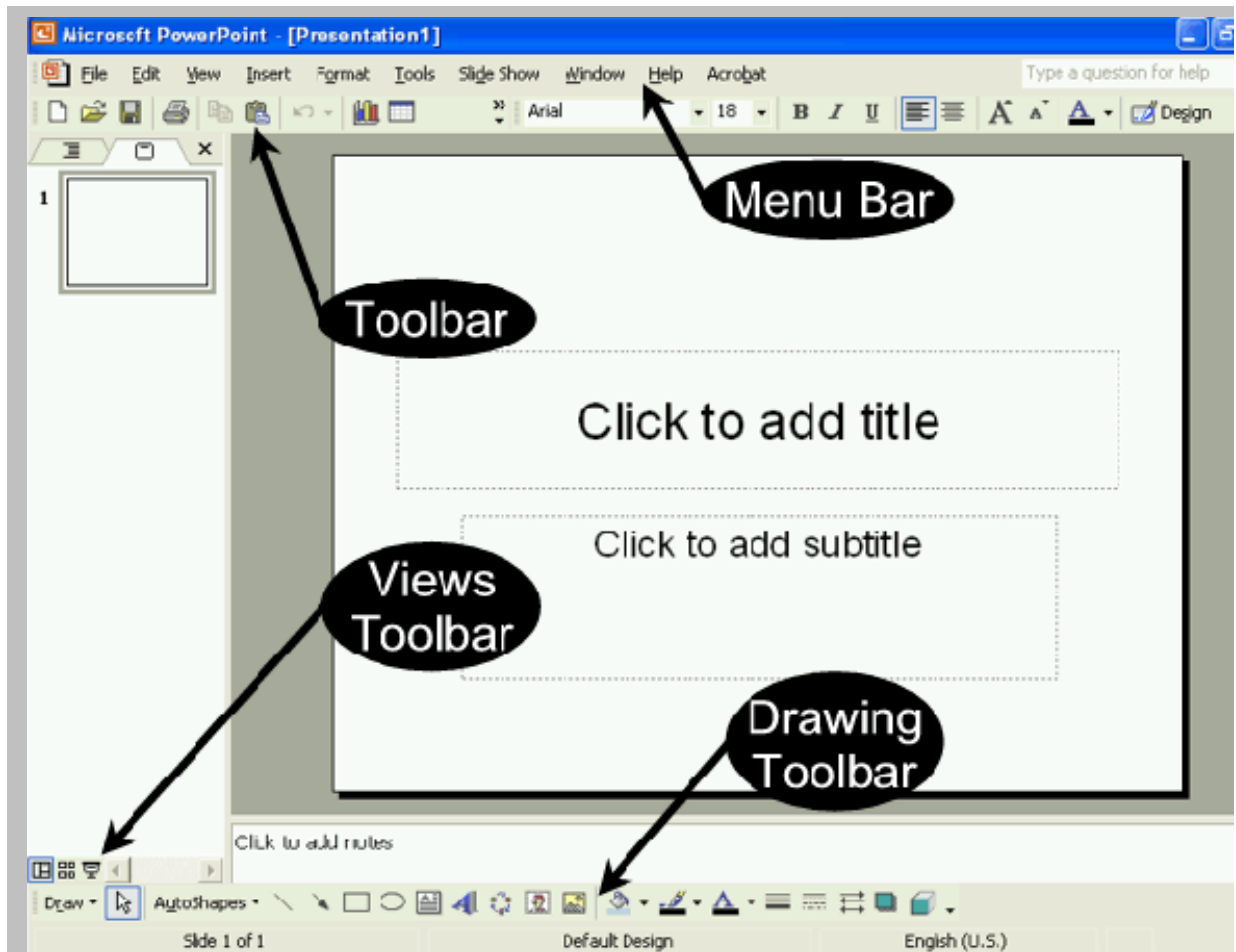 Microsoft PowerPoint - [Presentation1]
File Edit View Insert Format Tools Slide Show Window Help Acrobat Type a question for help
Arial 18 B I U A A A Design
1
Menu Bar
Toolbar
Click to add title
Click to add subtitle
Views
Toolbar
Drawing
Toolbar
Click to add notes
Draw AutoShapes
Slide 1 of 1 Default Design English (U.S.)